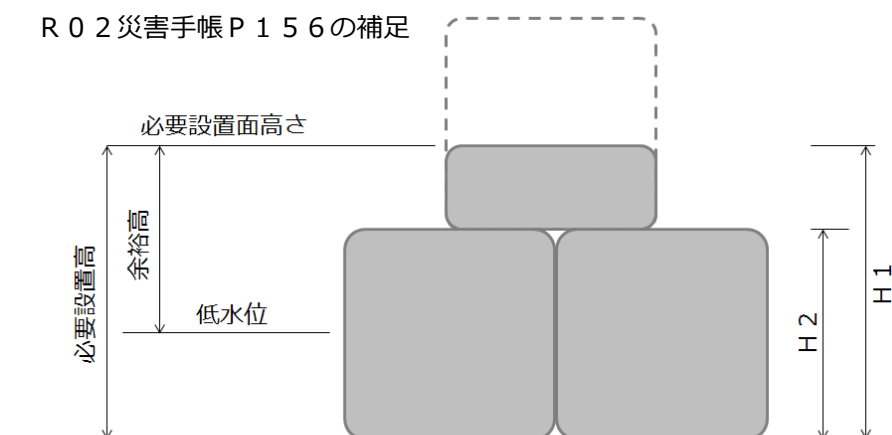 Ｒ０２災害手帳Ｐ１５６の補足
必要設置面高さ
余裕高
必要設置高
低水位
Ｈ２
Ｈ１